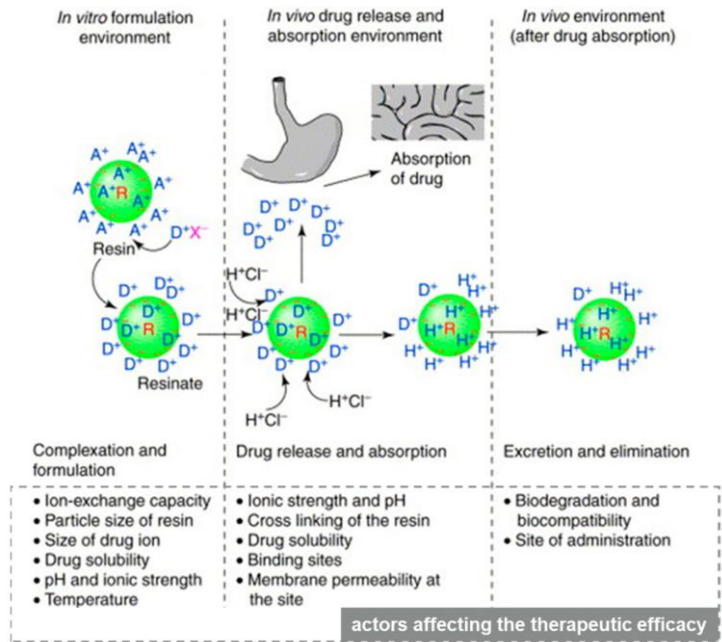 In vitro formulation
environment
In vivo drug release and
absorption environment
In vivo environment
(after drug absorption)
A⁺ A⁺ A⁺
A⁺
A⁺ A⁺R A⁺ A⁺
A⁺ A⁺
A⁺ A⁺
D⁺X⁻
Resin
D⁺ D⁺ D⁺
D⁺
D⁺ D⁺R D⁺
D⁺ D⁺ D⁺
D⁺ D⁺
Resinate
Absorption
of drug
D⁺ D⁺ D⁺
D⁺ D⁺ D⁺
D⁺ D⁺
H⁺Cl⁻
D⁺
H⁺Cl⁻ D⁺
D⁺ D⁺R D⁺
D⁺ D⁺ D⁺
D⁺ D⁺
H⁺Cl⁻
H⁺Cl⁻
D⁺ H⁺ H⁺
H⁺ H⁺
D⁺ H⁺R
H⁺ H⁺ H⁺
H⁺ H⁺
D⁺ H⁺ H⁺
H⁺ H⁺
H⁺ H⁺R
H⁺ H⁺ H⁺
H⁺ H⁺
Complexation and
formulation
Drug release and absorption
Excretion and elimination
• Ion-exchange capacity
• Particle size of resin
• Size of drug ion
• Drug solubility
• pH and ionic strength
• Temperature
• Ionic strength and pH
• Cross linking of the resin
• Drug solubility
• Binding sites
• Membrane permeability at
the site
• Biodegradation and
biocompatibility
• Site of administration
actors affecting the therapeutic efficacy